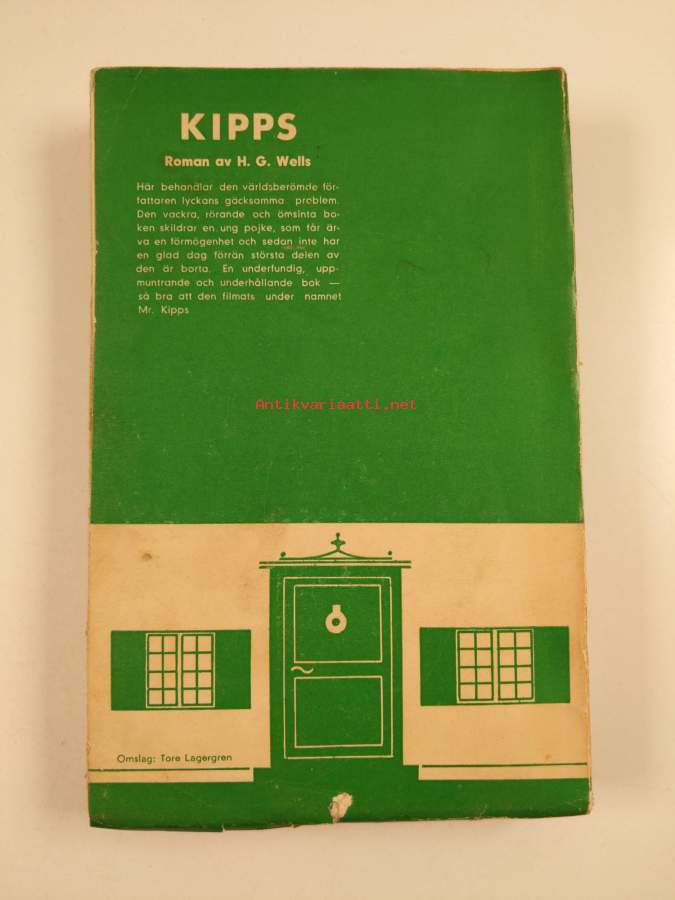 KIPPS
Roman av H. G. Wells
Här behandlar den världsberömde för-
fattaren lyckans gäcksamma problem.
Den vackra, rörande och ömsinta bo-
ken skildrar en ung pojke, som får är-
va en förmögenhet och sedan inte har
en glad dag förrän största delen av
den är borta. En underfundig, upp-
muntrande och underhållande bok —
så bra att den filmats under namnet
Mr. Kipps
Antikvariaatti.net
Omslag: Tore Lagergren